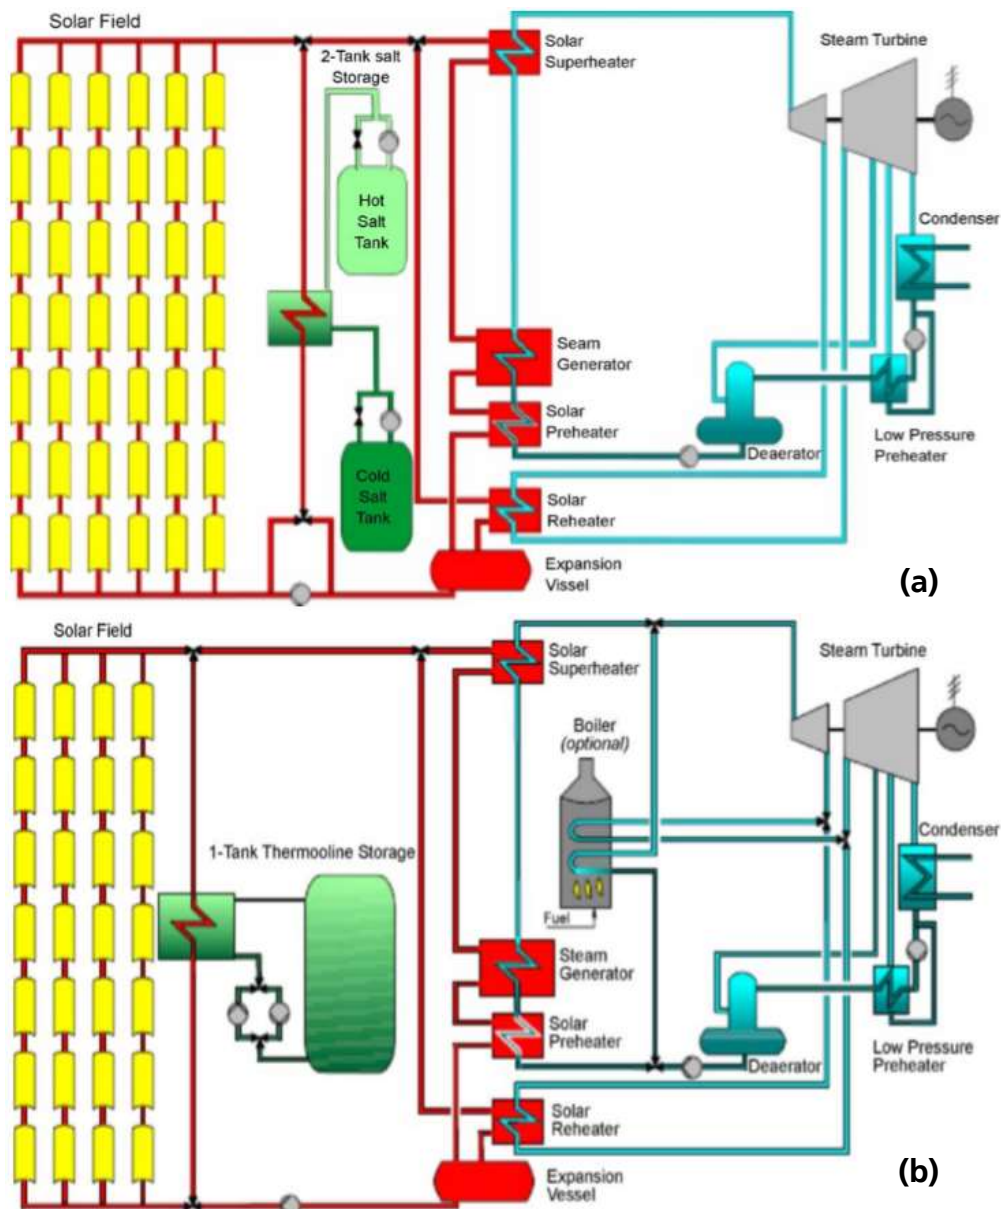 Solar Field
2-Tank salt
Storage
Hot
Salt
Tank
Cold
Salt
Tank
Solar
Superheater
Seam
Generator
Solar
Preheater
Solar
Reheater
Expansion
Vissel
Steam Turbine
Condenser
Low Pressure
Preheater
Deaerator
(a)
Solar Field
1-Tank Thermooline Storage
Solar
Superheater
Boiler
(optional)
Fuel
Steam
Generator
Solar
Preheater
Solar
Reheater
Expansion
Vessel
Steam Turbine
Condenser
Low Pressure
Preheater
Deaerator
(b)